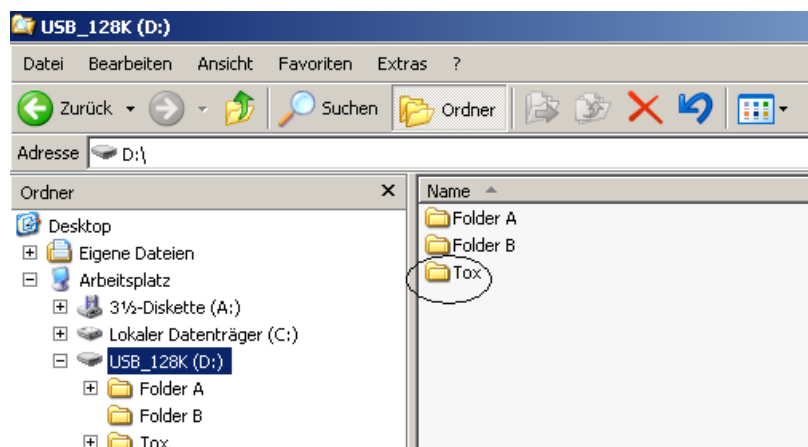 USB_128K (D:)
Datei Bearbeiten Ansicht Favoriten Extras ?
Zurück Suchen Ordner
Adresse D:\
Ordner
Desktop
Eigene Dateien
Arbeitsplatz
3½-Diskette (A:)
Lokaler Datenträger (C:)
USB_128K (D:)
Folder A
Folder B
Tox
Name
Folder A
Folder B
Tox